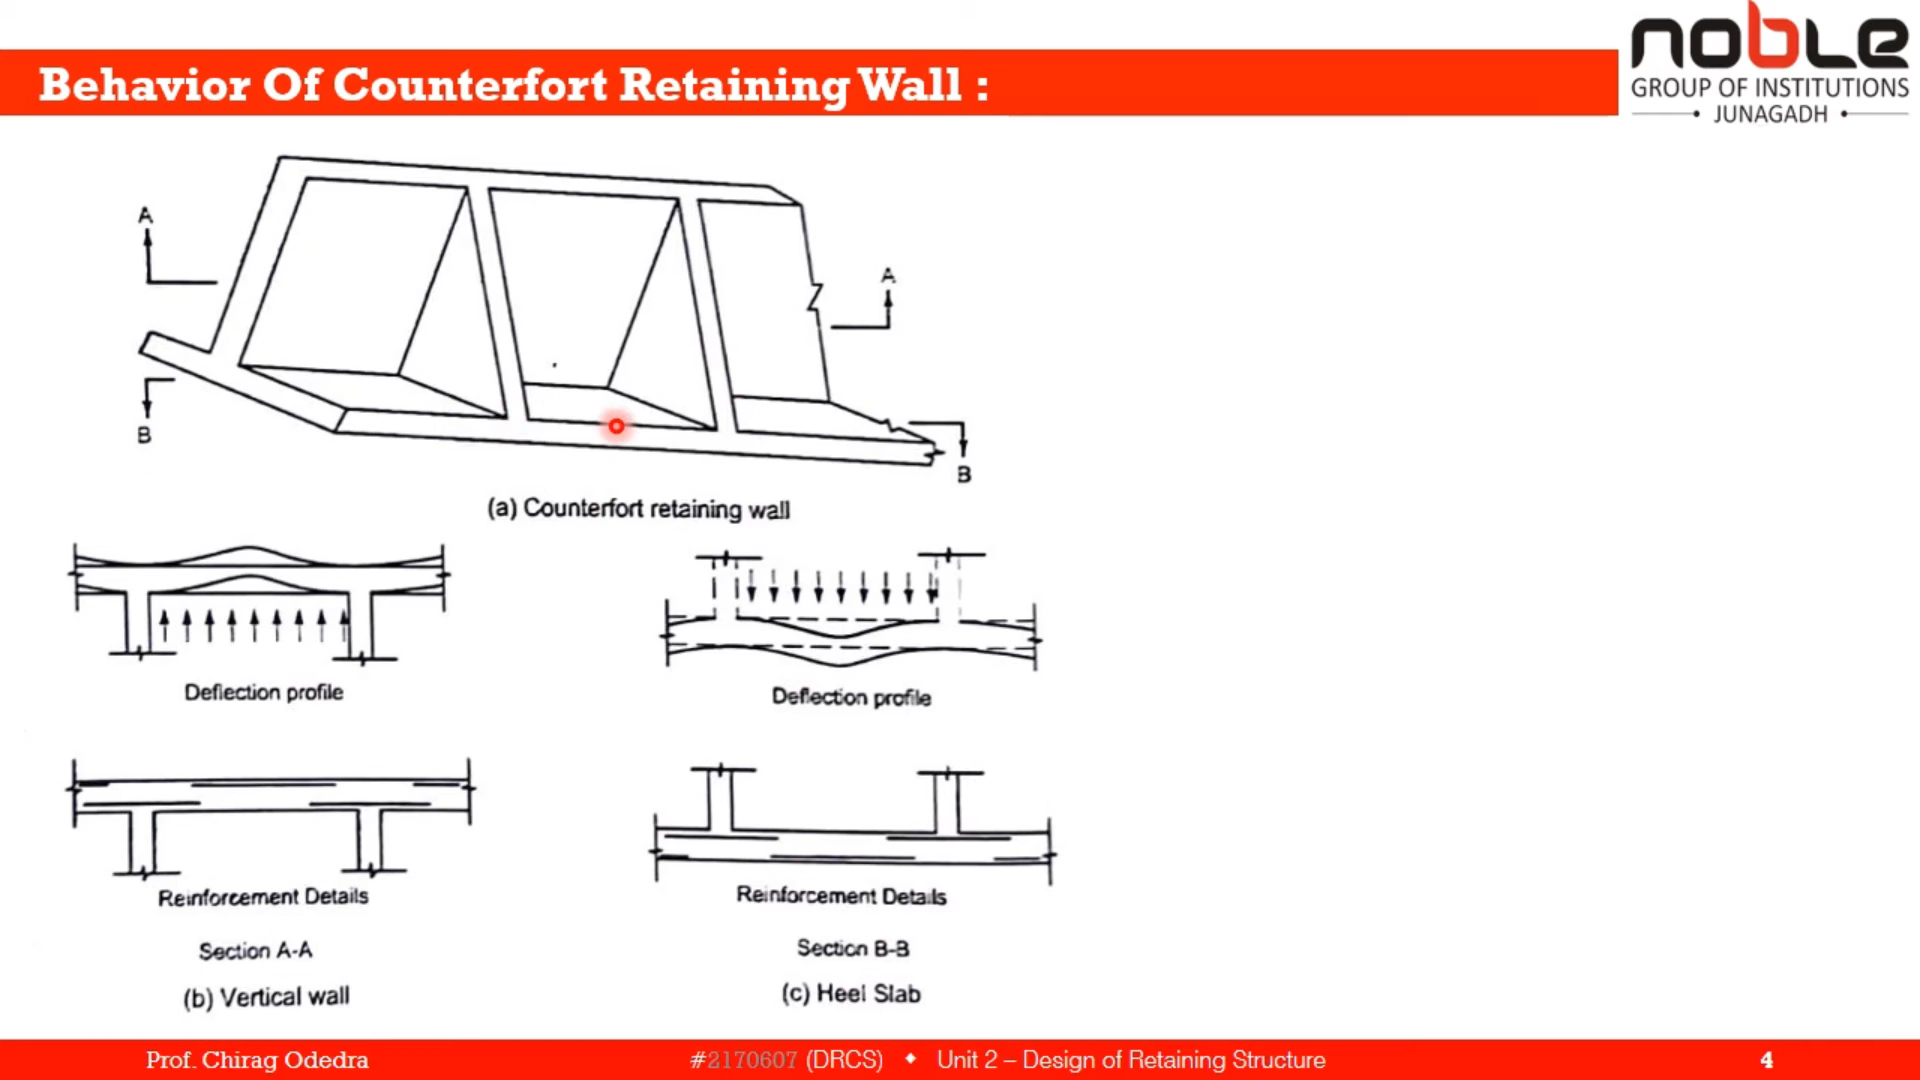 noble
GROUP OF INSTITUTIONS
• JUNAGADH •
Behavior Of Counterfort Retaining Wall :
A
A
B
B
(a) Counterfort retaining wall
Deflection profile
Deflection profile
Reinforcement Details
Reinforcement Details
Section A-A
Section B-B
(b) Vertical wall
(c) Heel Slab
Prof. Chirag Odedra
#2170607 (DRCS) ◆ Unit 2 – Design of Retaining Structure
4